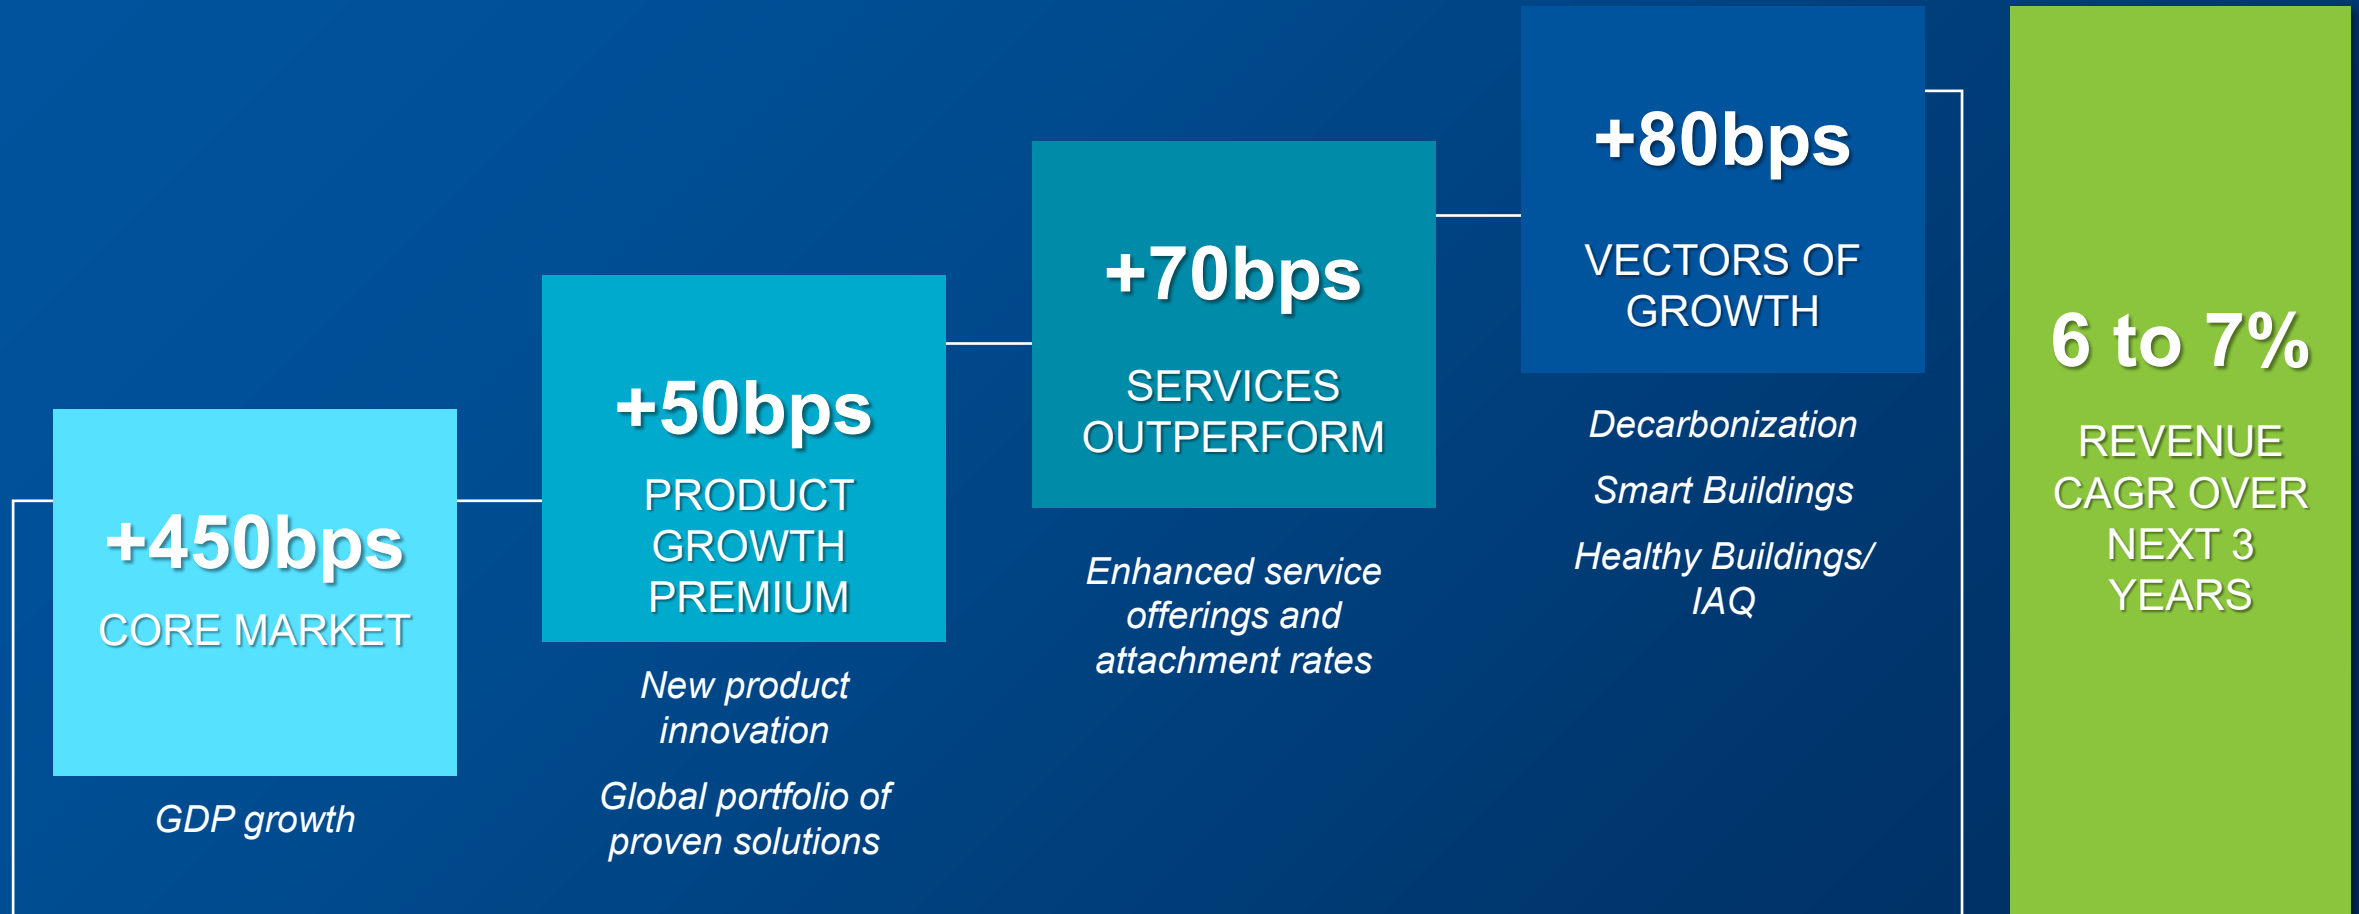 +450bps
CORE MARKET
GDP growth
+50bps
PRODUCT
GROWTH
PREMIUM
New product
innovation
Global portfolio of
proven solutions
+70bps
SERVICES
OUTPERFORM
Enhanced service
offerings and
attachment rates
+80bps
VECTORS OF
GROWTH
Decarbonization
Smart Buildings
Healthy Buildings/
IAQ
6 to 7%
REVENUE
CAGR OVER
NEXT 3
YEARS